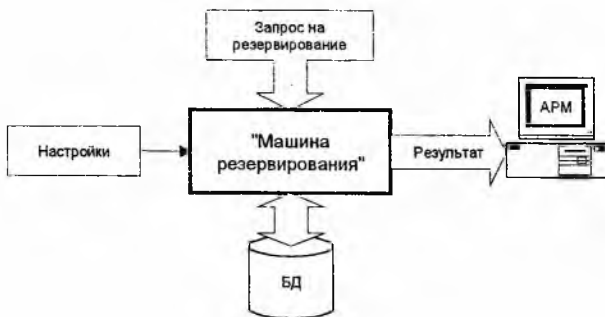 Запрос на
резервирование
АРМ
Настройки
"Машина
резервирования"
Результат
БД